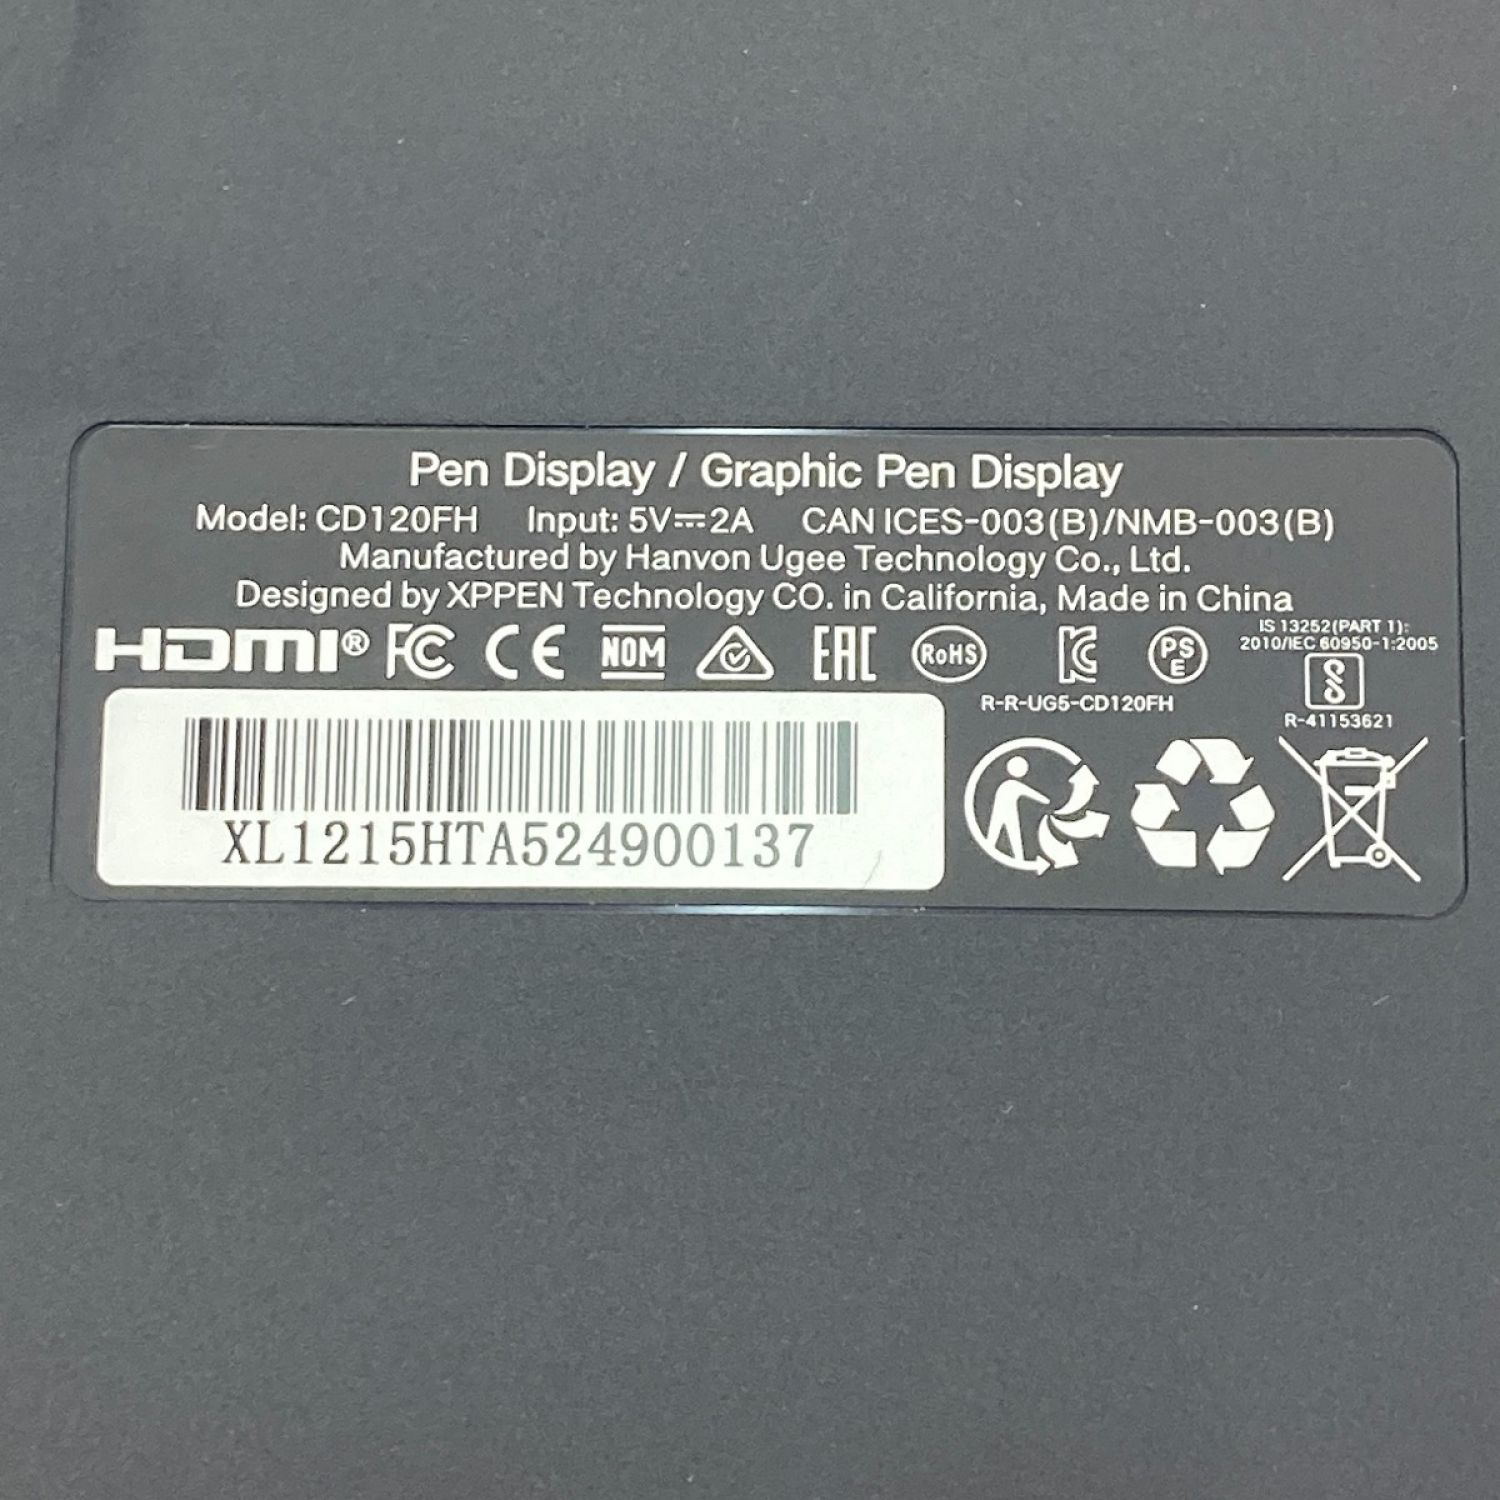 Pen Display / Graphic Pen Display
Model: CD120FH Input: 5V⎓2A CAN ICES-003(B)/NMB-003(B)
Manufactured by Hanvon Ugee Technology Co., Ltd.
Designed by XPPEN Technology CO. in California, Made in China
HDMI® FC CE NOM EAC RoHS KC PS E
IS 13252(PART 1):
2010/IEC 60950-1:2005
R-R-UG5-CD120FH
R-41153621
XL1215HTA524900137